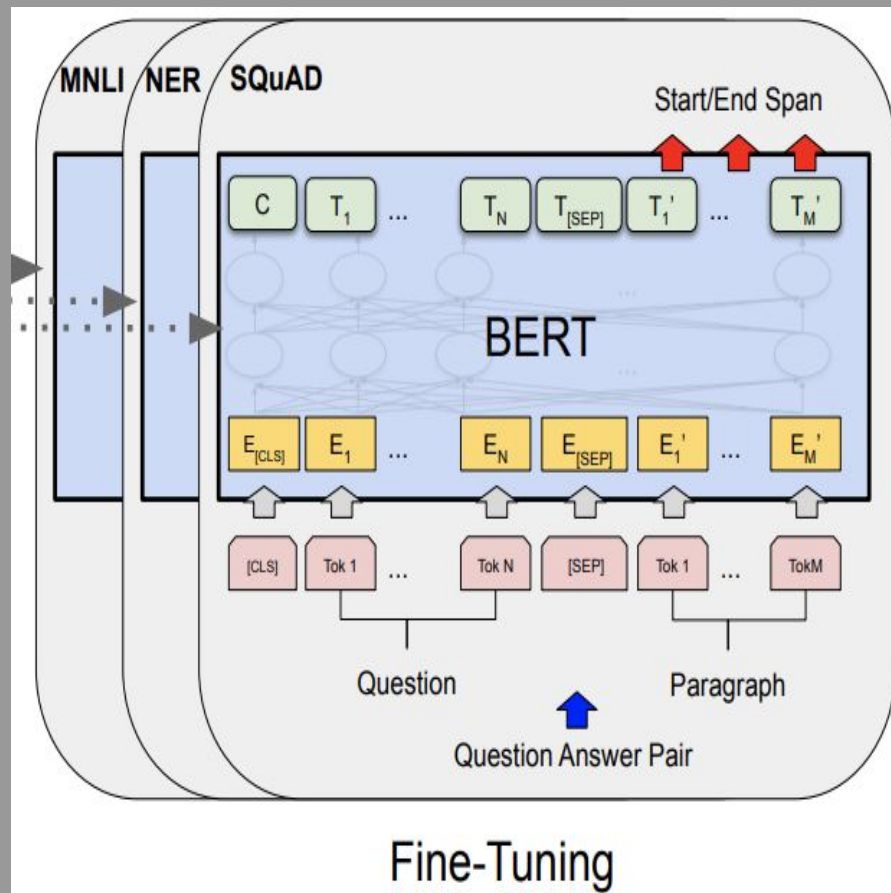 MNLI NER SQuAD
Start/End Span
C T1 ... TN T[SEP] T1' ... TM'
...
BERT
...
E[CLS] E1 ... EN E[SEP] E1' ... EM'
[CLS] Tok 1 ... Tok N [SEP] Tok 1 ... TokM
Question Paragraph
Question Answer Pair
Fine-Tuning